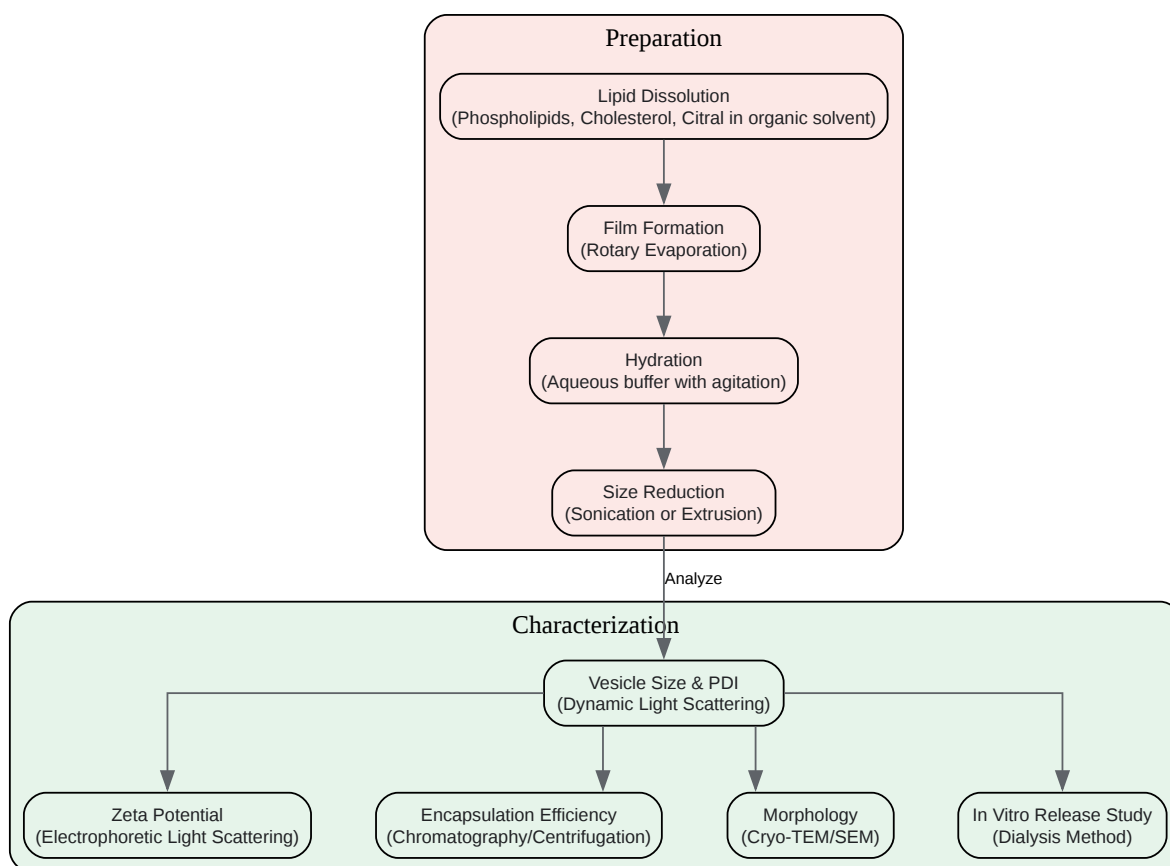 Preparation
Lipid Dissolution
(Phospholipids, Cholesterol, Citral in organic solvent)
Film Formation
(Rotary Evaporation)
Hydration
(Aqueous buffer with agitation)
Size Reduction
(Sonication or Extrusion)
Analyze
Characterization
Vesicle Size & PDI
(Dynamic Light Scattering)
Zeta Potential
(Electrophoretic Light Scattering)
Encapsulation Efficiency
(Chromatography/Centrifugation)
Morphology
(Cryo-TEM/SEM)
In Vitro Release Study
(Dialysis Method)